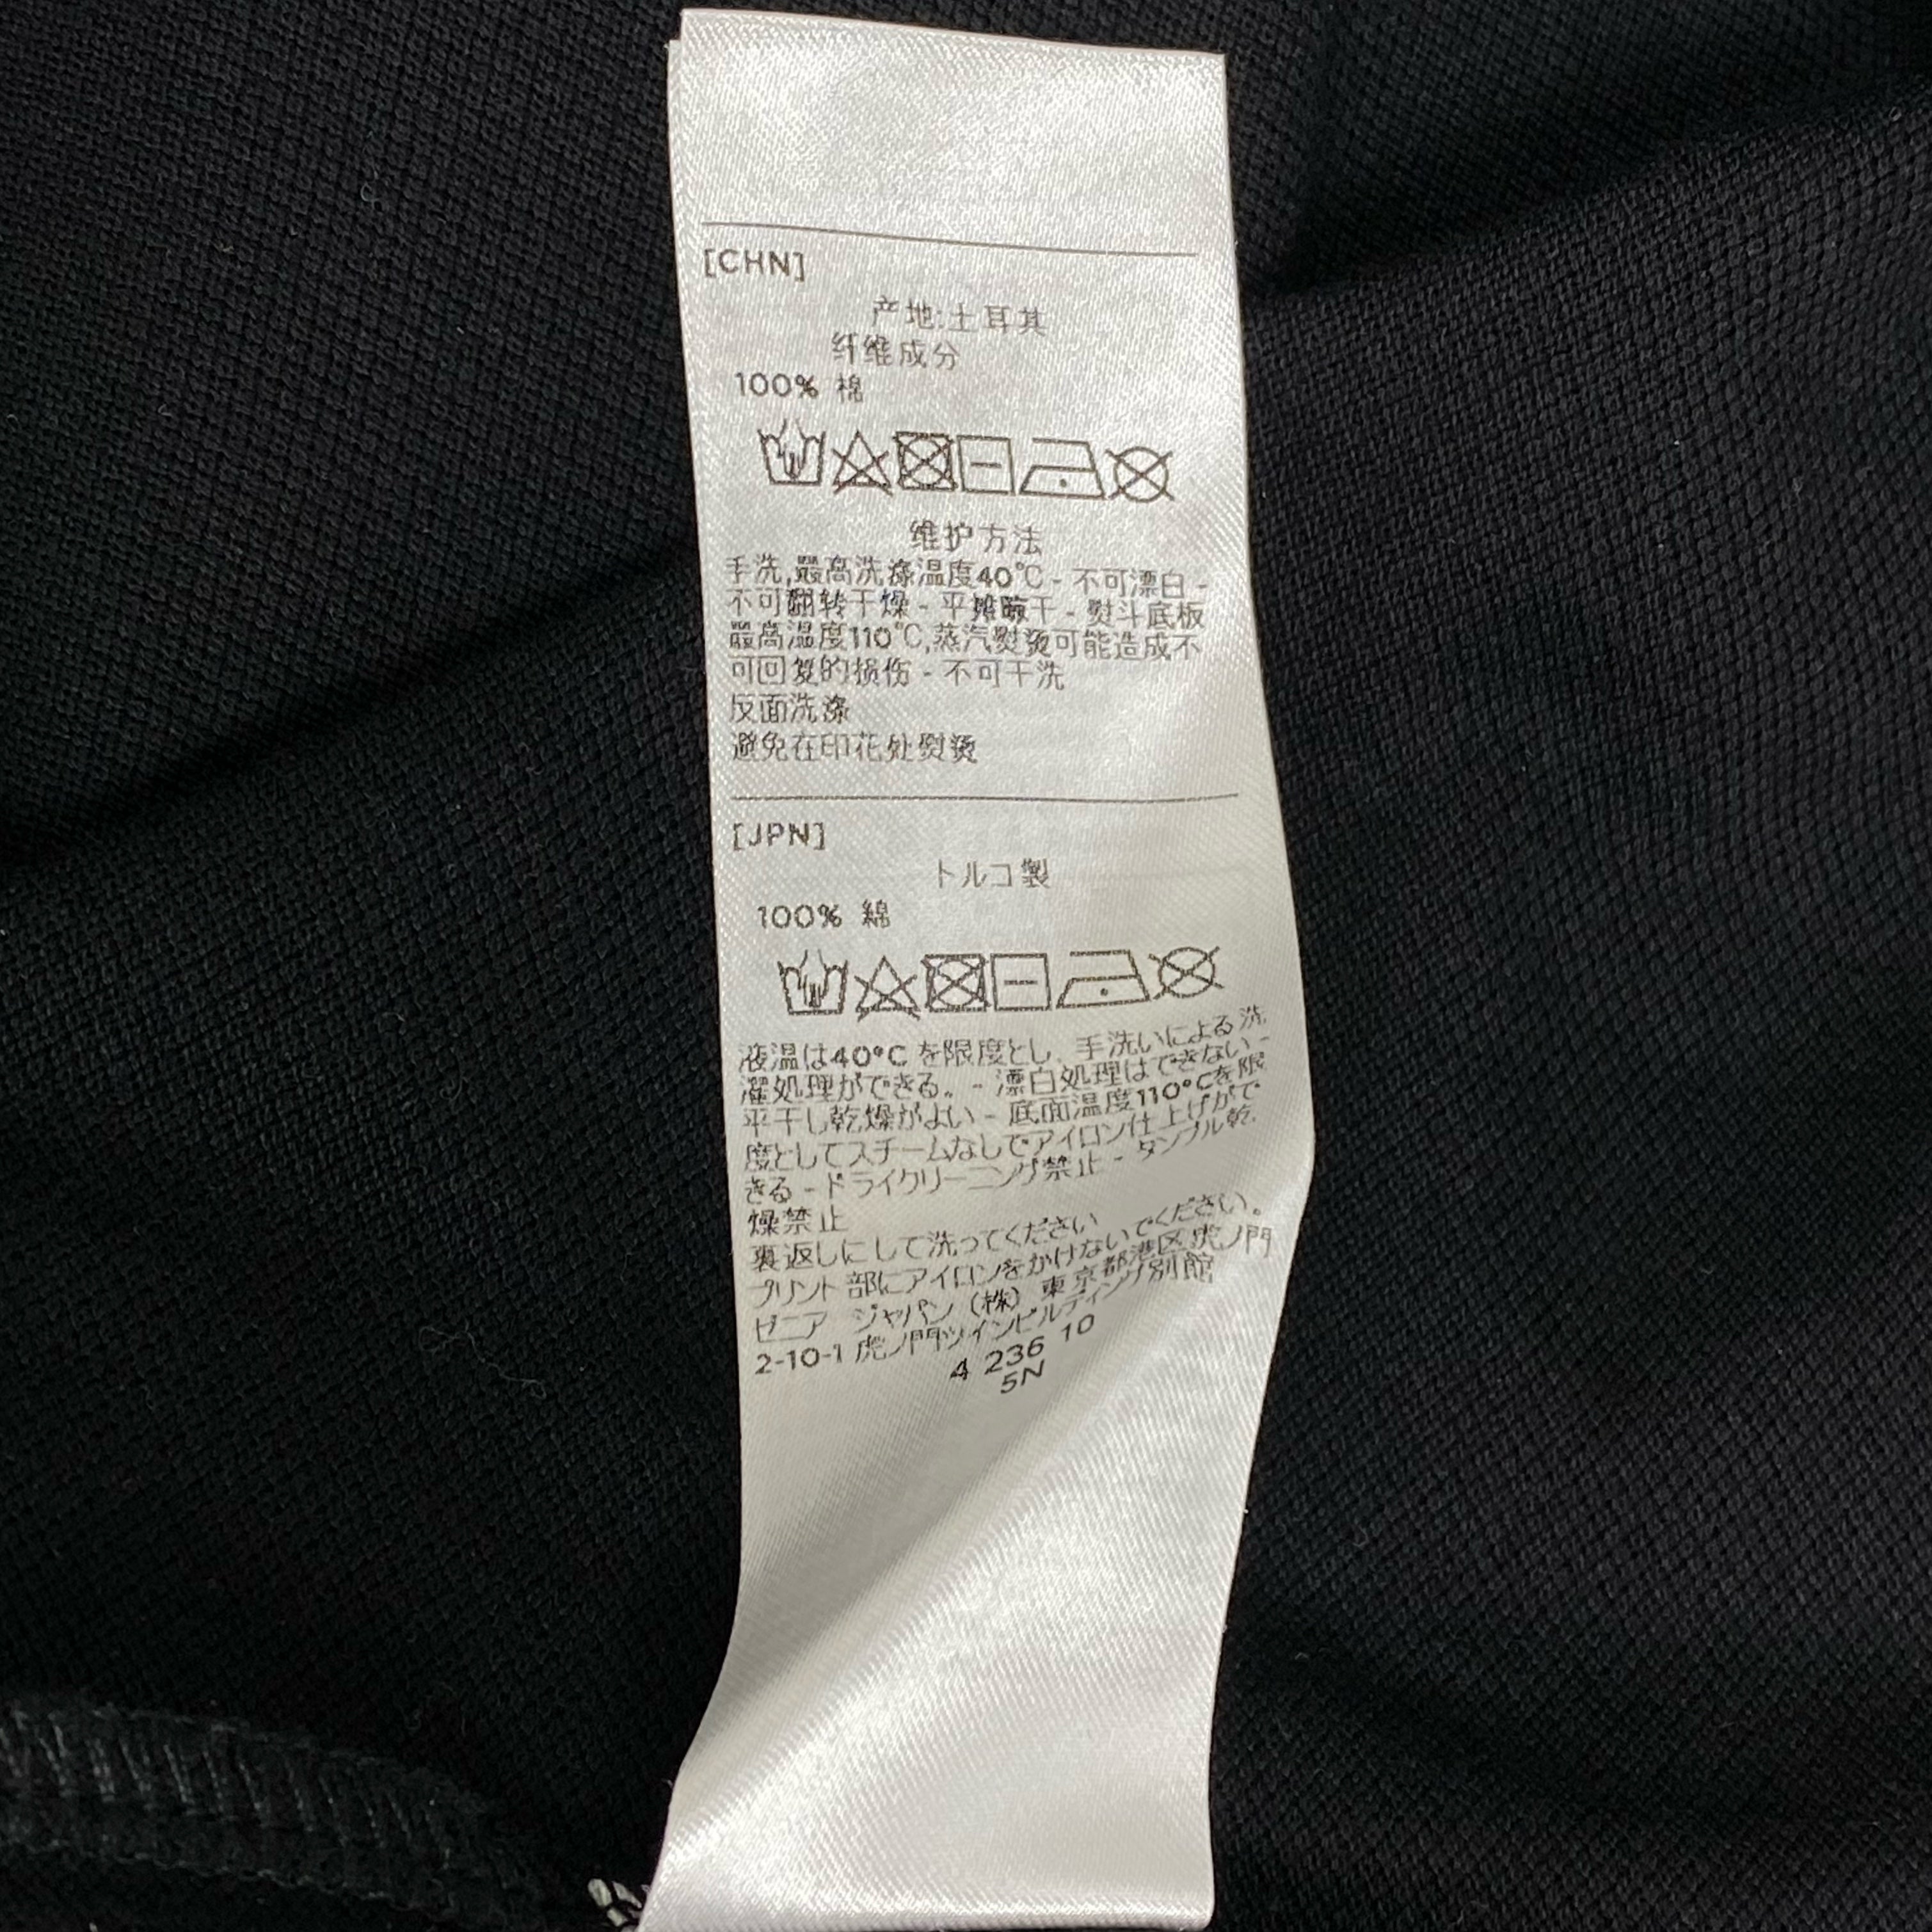 [CHN]
产地:土耳其
纤维成分
100% 棉
维护方法
手洗,最高洗涤温度40°C - 不可漂白 -
不可翻转干燥 - 平摊晾干 - 熨斗底板
最高温度110°C,蒸汽熨烫可能造成不
可回复的损伤 - 不可干洗
反面洗涤
避免在印花处熨烫
[JPN]
トルコ製
100% 綿
液温は40°C を限度とし、手洗いによる洗
濯処理ができる。- 漂白処理はできない -
平干し乾燥がよい - 底面温度110°Cを限
度としてスチームなしでアイロン仕上げがで
きる - ドライクリーニング禁止 - タンブル乾
燥禁止
裏返しにして洗ってください
プリント部にアイロンをかけないでください。
ゼニア ジャパン (株) 東京都港区虎ノ門
2-10-1 虎ノ門ツインビルディング別館
4 236 10
5N